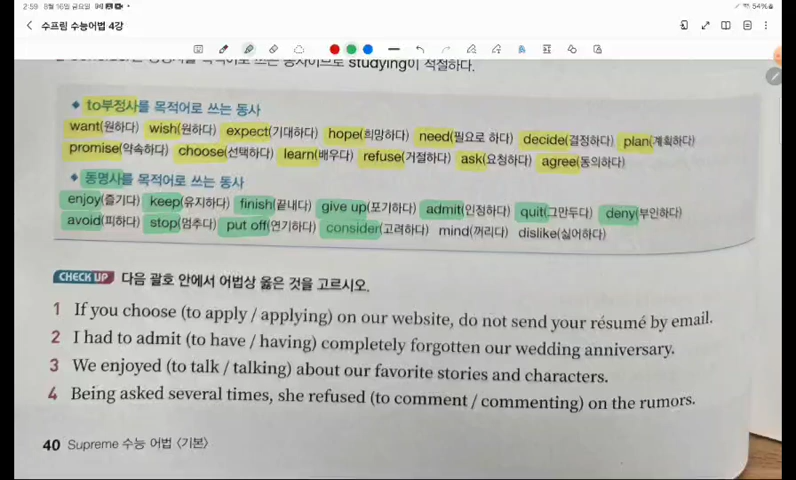 2:59 8월 16일 금요일
54%
수프림 수능어법 4강
studying이 적절하다.
◆ to부정사를 목적어로 쓰는 동사
want(원하다) wish(원하다) expect(기대하다) hope(희망하다) need(필요로 하다) decide(결정하다) plan(계획하다)
promise(약속하다) choose(선택하다) learn(배우다) refuse(거절하다) ask(요청하다) agree(동의하다)
◆ 동명사를 목적어로 쓰는 동사
enjoy(즐기다) keep(유지하다) finish(끝내다) give up(포기하다) admit(인정하다) quit(그만두다) deny(부인하다)
avoid(피하다) stop(멈추다) put off(연기하다) consider(고려하다) mind(꺼리다) dislike(싫어하다)
CHECK UP 다음 괄호 안에서 어법상 옳은 것을 고르시오.
1 If you choose (to apply / applying) on our website, do not send your résumé by email.
2 I had to admit (to have / having) completely forgotten our wedding anniversary.
3 We enjoyed (to talk / talking) about our favorite stories and characters.
4 Being asked several times, she refused (to comment / commenting) on the rumors.
40 Supreme 수능 어법 〈기본〉